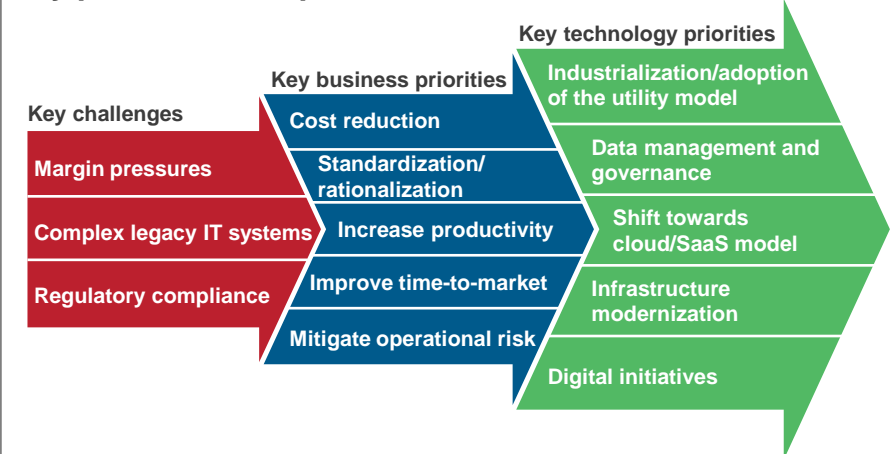 Key challenges
Margin pressures
Complex legacy IT systems
Regulatory compliance
Key business priorities
Cost reduction
Standardization/
rationalization
Increase productivity
Improve time-to-market
Mitigate operational risk
Key technology priorities
Industrialization/adoption
of the utility model
Data management and
governance
Shift towards
cloud/SaaS model
Infrastructure
modernization
Digital initiatives